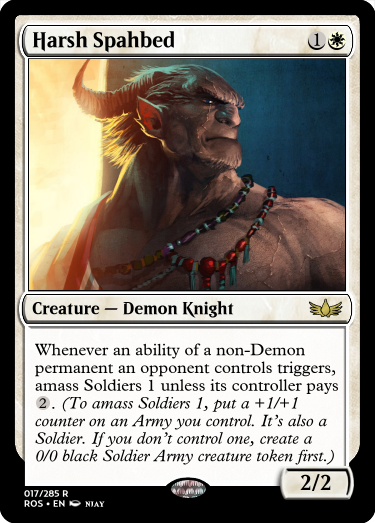 Harsh Spahbed 1
Creature — Demon Knight
Whenever an ability of a non-Demon
permanent an opponent controls triggers,
amass Soldiers 1 unless its controller pays
2. (To amass Soldiers 1, put a +1/+1
counter on an Army you control. It's also a
Soldier. If you don't control one, create a
0/0 black Soldier Army creature token first.)
2/2
017/285 R
ROS • EN NJAY